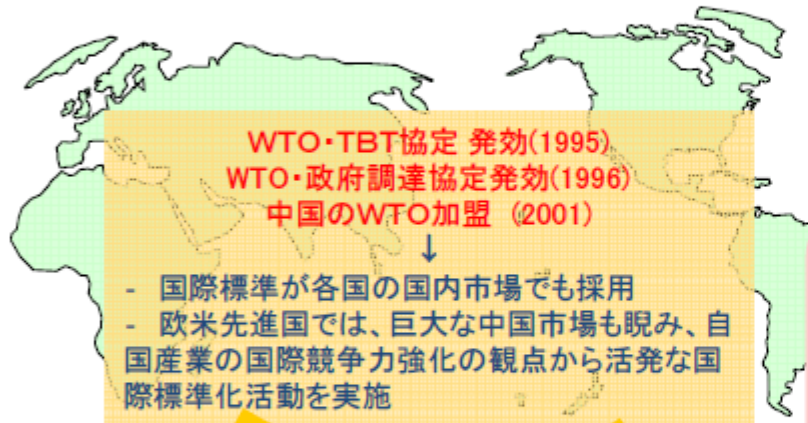 WTO・TBT協定 発効(1995)
WTO・政府調達協定発効(1996)
中国のWTO加盟 (2001)
↓
- 国際標準が各国の国内市場でも採用
- 欧米先進国では、巨大な中国市場も睨み、自
国産業の国際競争力強化の観点から活発な国
際標準化活動を実施